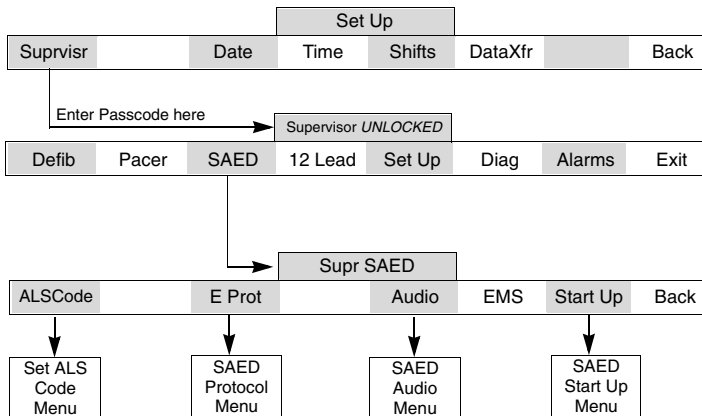 Set Up
Suprvisr Date Time Shifts DataXfr Back
Enter Passcode here
Supervisor UNLOCKED
Defib Pacer SAED 12 Lead Set Up Diag Alarms Exit
Supr SAED
ALSCode E Prot Audio EMS Start Up Back
Set ALS
Code
Menu
SAED
Protocol
Menu
SAED
Audio
Menu
SAED
Start Up
Menu